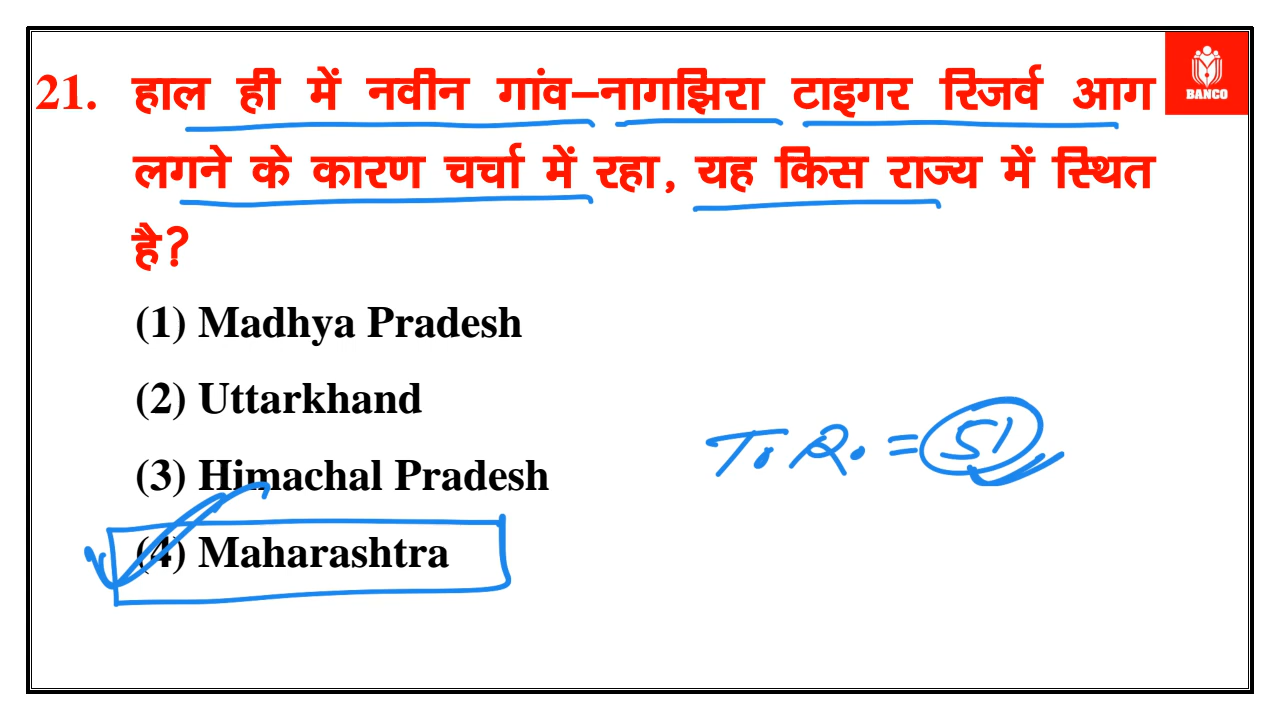 21. हाल ही में नवीन गांव–नागझिरा टाइगर रिजर्व आग
BANCO
लगने के कारण चर्चा में रहा, यह किस राज्य में स्थित
है?
(1) Madhya Pradesh
(2) Uttarkhand
(3) Himachal Pradesh
T. R. = 51
(4) Maharashtra